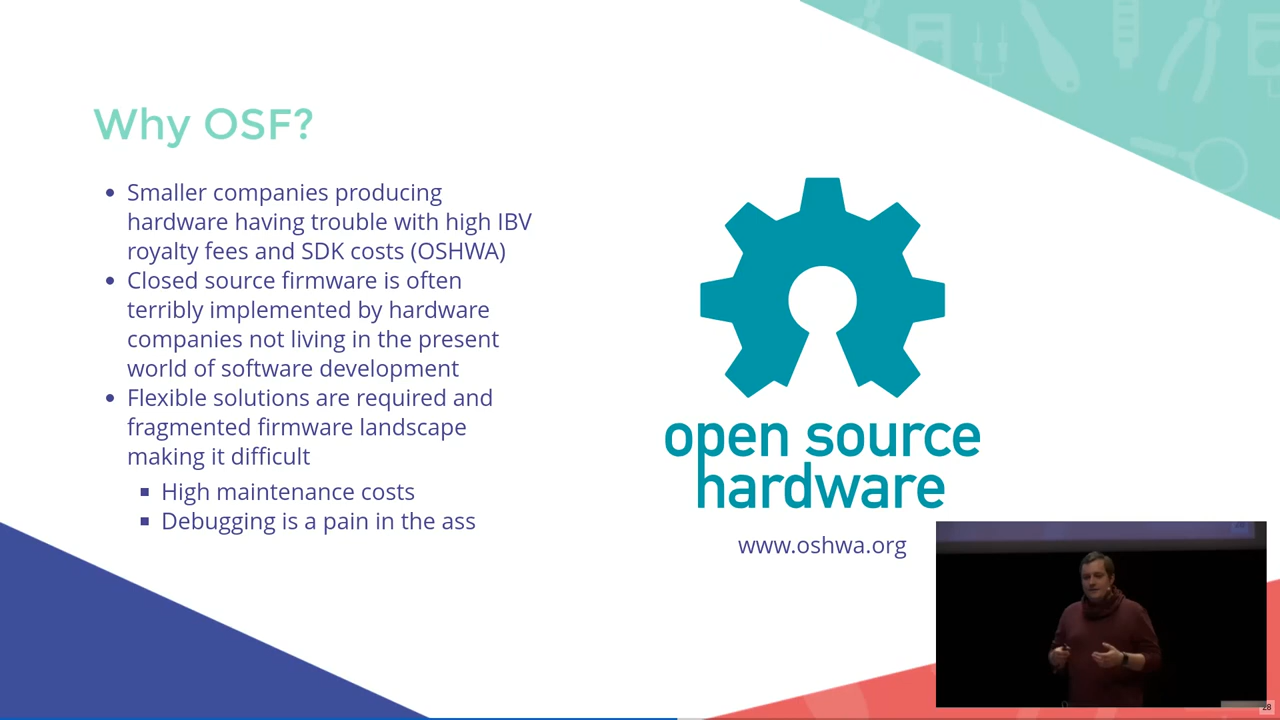 Why OSF?
Smaller companies producing
hardware having trouble with high IBV
royalty fees and SDK costs (OSHWA)
Closed source firmware is often
terribly implemented by hardware
companies not living in the present
world of software development
Flexible solutions are required and
fragmented firmware landscape
making it difficult
High maintenance costs
Debugging is a pain in the ass
open source
hardware
www.oshwa.org
28